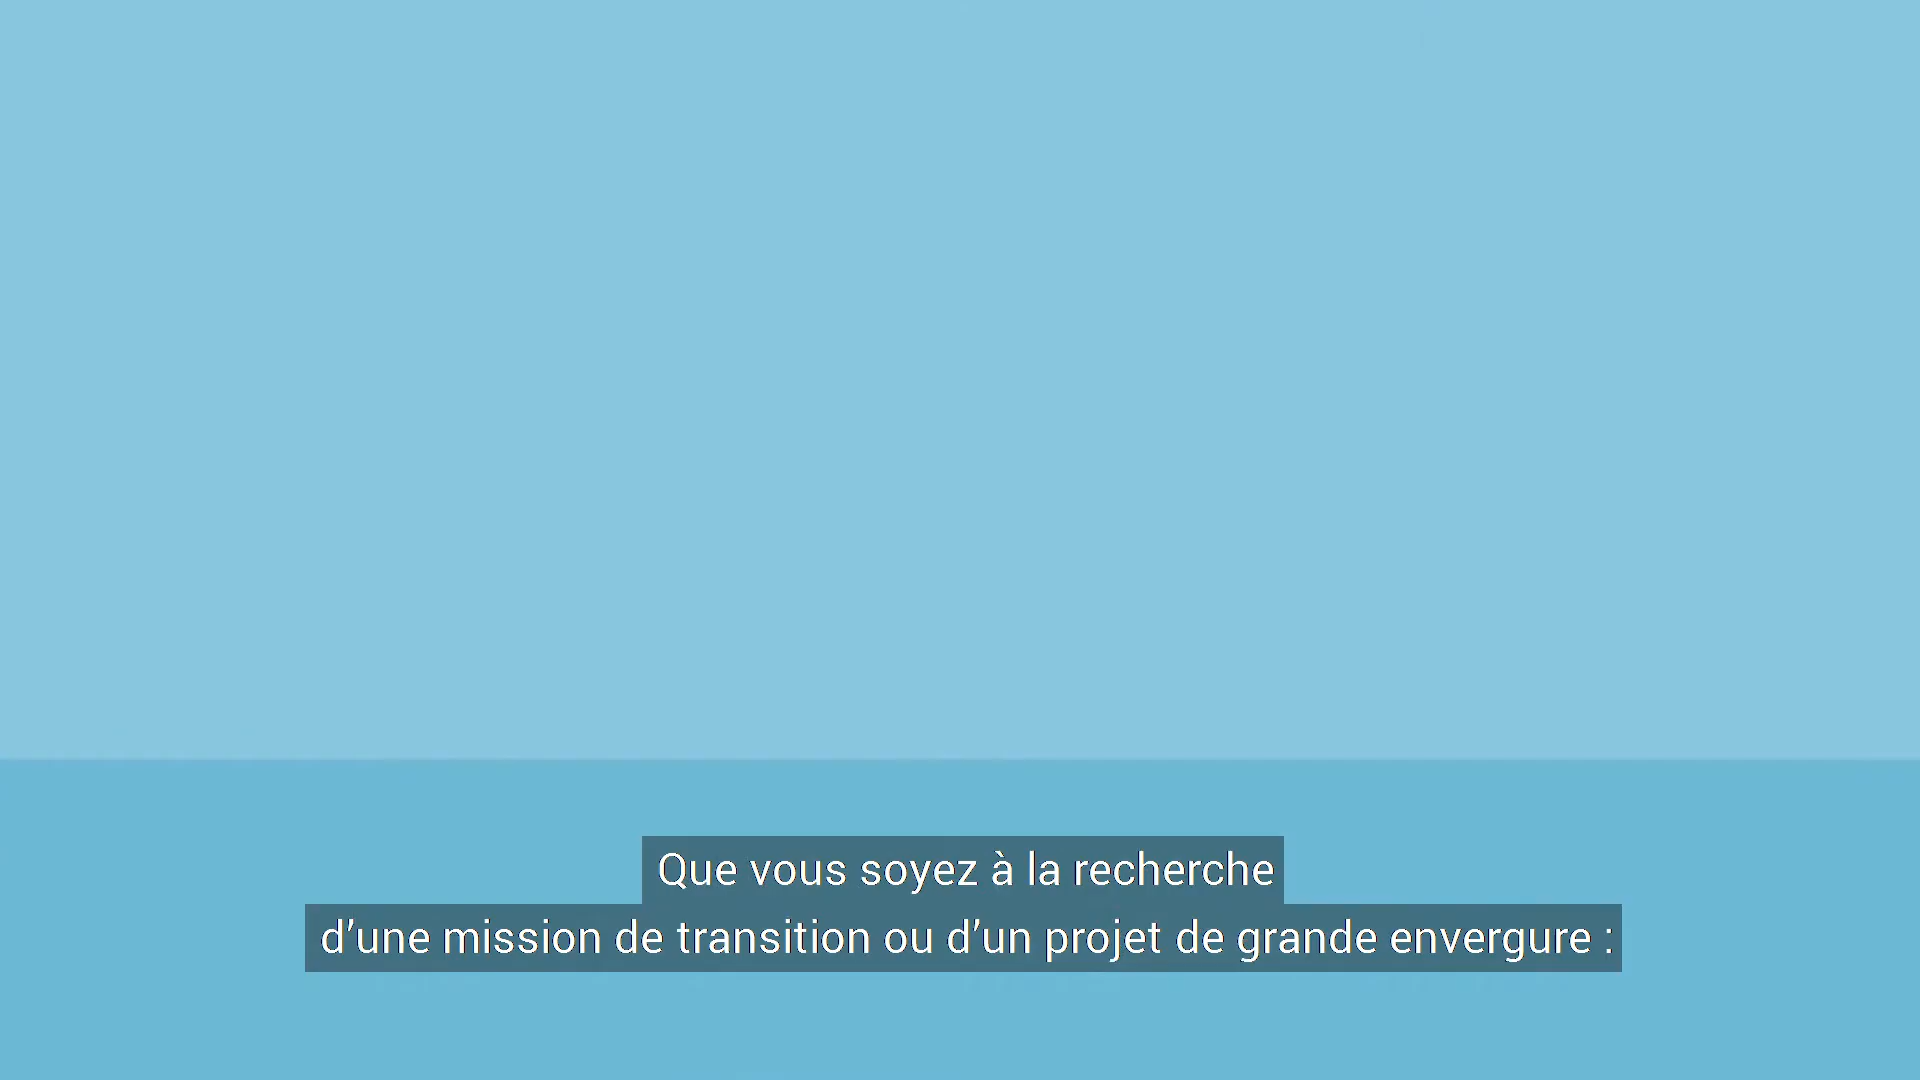 Que vous soyez à la recherche
d’une mission de transition ou d’un projet de grande envergure :